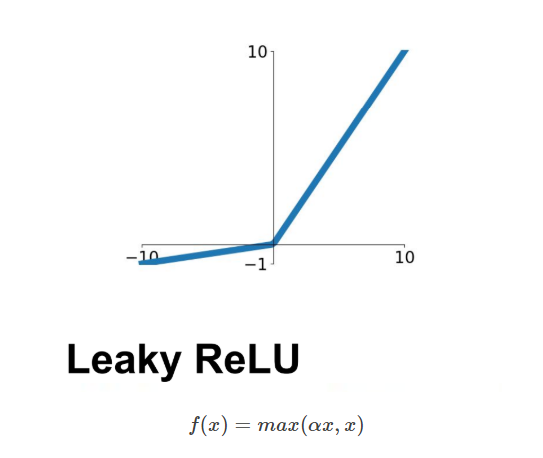 10
−10
−1
10
Leaky ReLU
f(x) = max(αx, x)